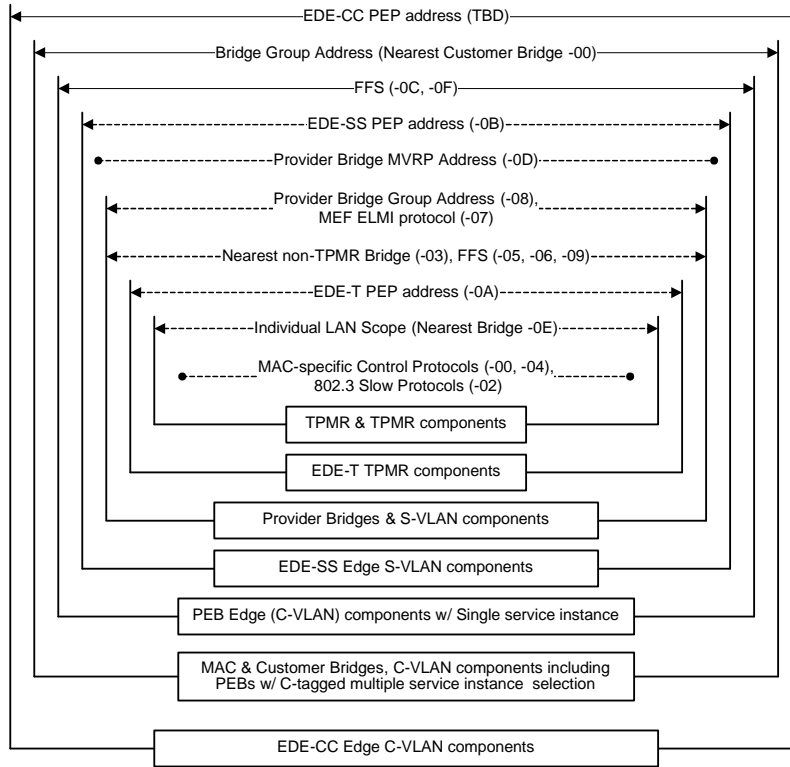 EDE-CC PEP address (TBD)
Bridge Group Address (Nearest Customer Bridge -00)
FFS (-0C, -0F)
EDE-SS PEP address (-0B)
Provider Bridge MVRP Address (-0D)
Provider Bridge Group Address (-08),
MEF ELMI protocol (-07)
Nearest non-TPMR Bridge (-03), FFS (-05, -06, -09)
EDE-T PEP address (-0A)
Individual LAN Scope (Nearest Bridge -0E)
MAC-specific Control Protocols (-00, -04),
802.3 Slow Protocols (-02)
TPMR & TPMR components
EDE-T TPMR components
Provider Bridges & S-VLAN components
EDE-SS Edge S-VLAN components
PEB Edge (C-VLAN) components w/ Single service instance
MAC & Customer Bridges, C-VLAN components including
PEBs w/ C-tagged multiple service instance selection
EDE-CC Edge C-VLAN components